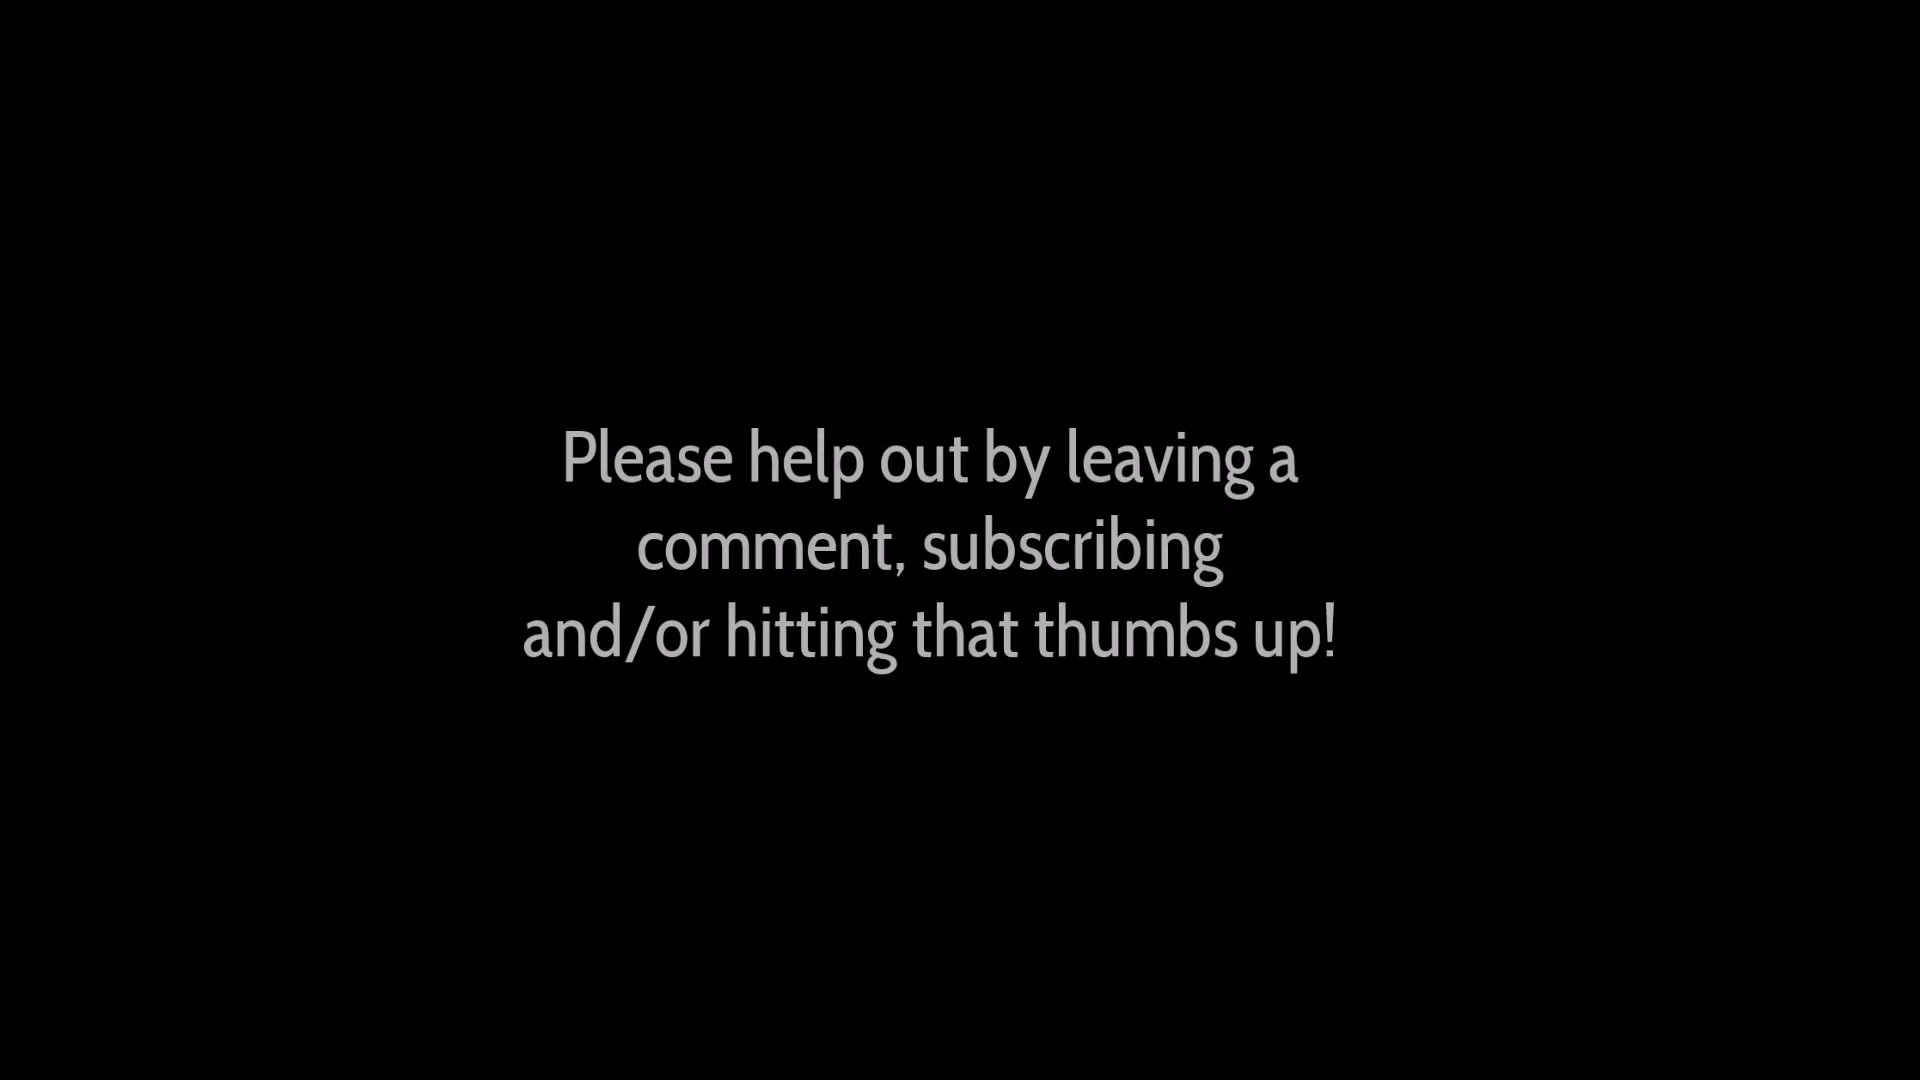 Please help out by leaving a
comment, subscribing
and/or hitting that thumbs up!